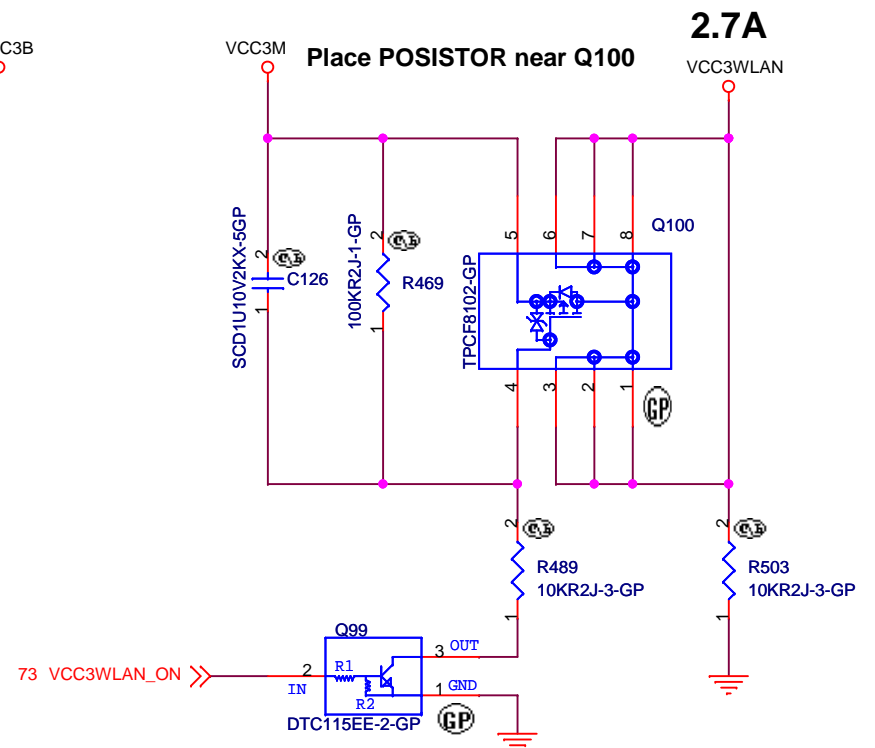 2.7A
C3B
VCC3M
Place POSISTOR near Q100
VCC3WLAN
SCD1U10V2KX-5GP
2
1
C126
100KR2J-1-GP
2
1
R469
5
6
7
8
Q100
TPCF8102-GP
4
3
2
1
GP
2
R489
10KR2J-3-GP
1
2
R503
10KR2J-3-GP
1
Q99
3 OUT
73 VCC3WLAN_ON
2
IN
R1
R2
1 GND
DTC115EE-2-GP
GP